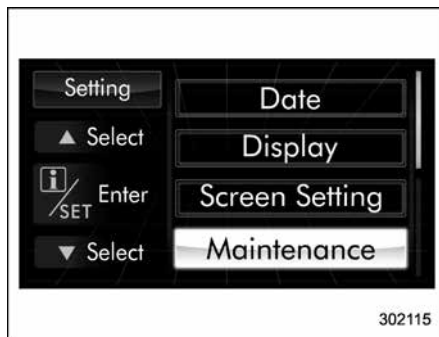 Setting
Date
▲ Select
Display
i/SET Enter
Screen Setting
▼ Select
Maintenance
302115